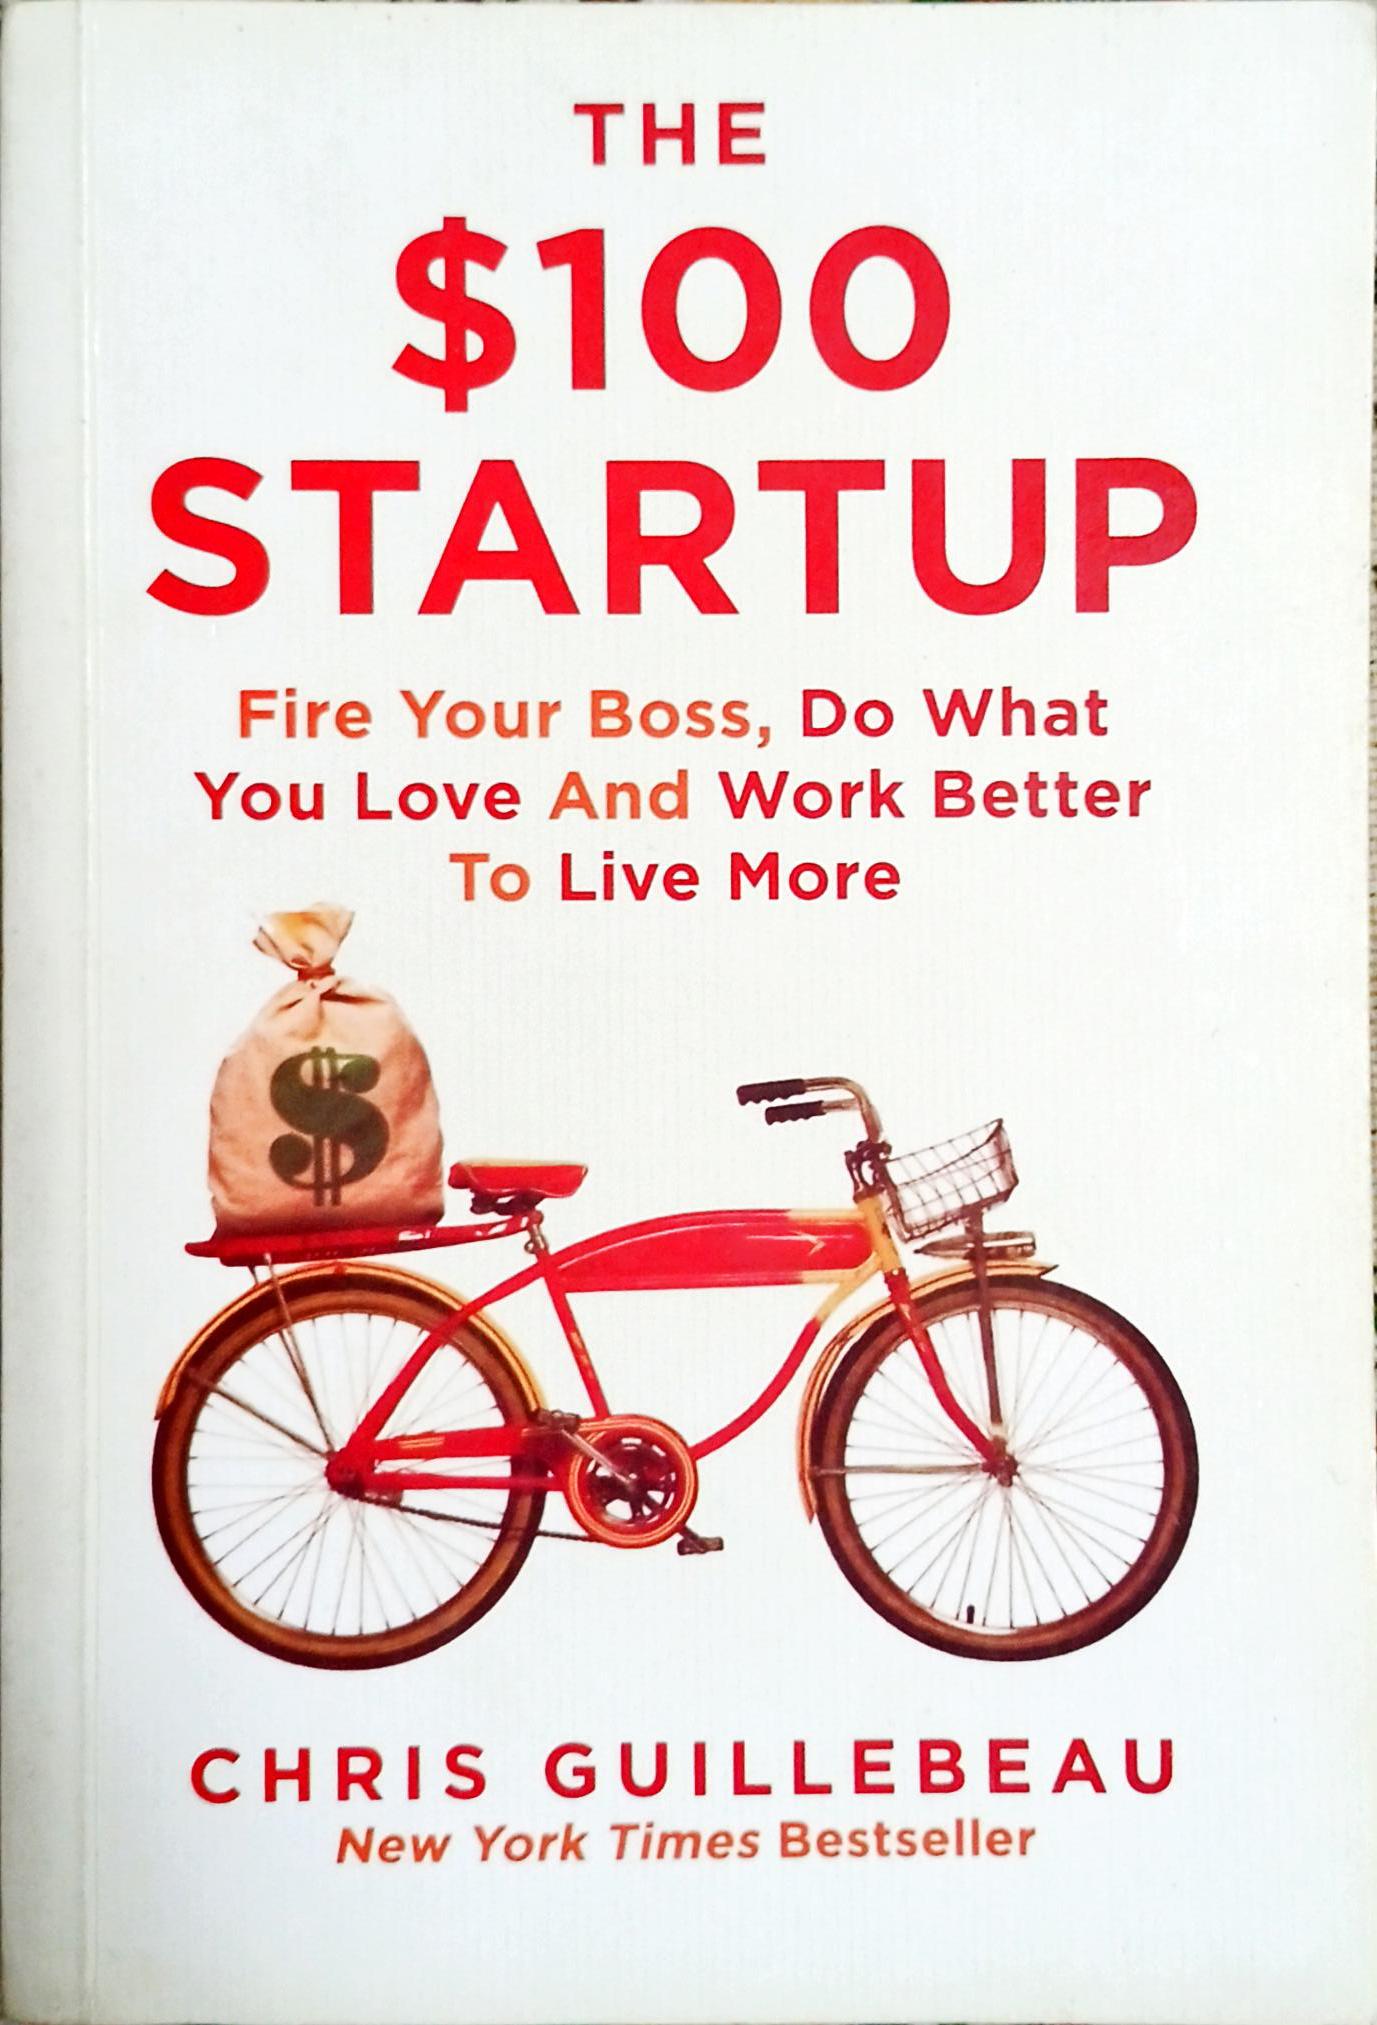 THE
$100
STARTUP
Fire Your Boss, Do What
You Love And Work Better
To Live More
$
CHRIS GUILLEBEAU
New York Times Bestseller